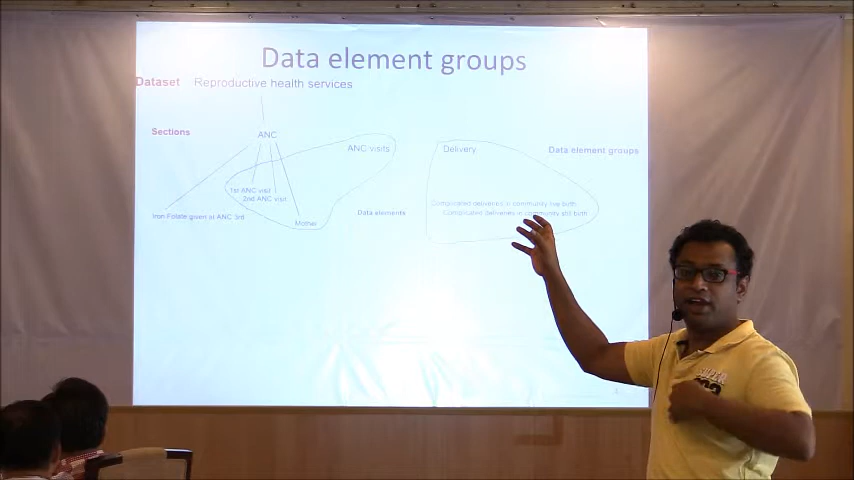 Data element groups
Dataset Reproductive health services
Sections
ANC
ANC visits
Delivery
Data element groups
1st ANC visit
2nd ANC visit
Complicated deliveries in community live birth
Iron Folate given at ANC 3rd
Data elements
Complicated deliveries in community still birth
Mother
SUPER